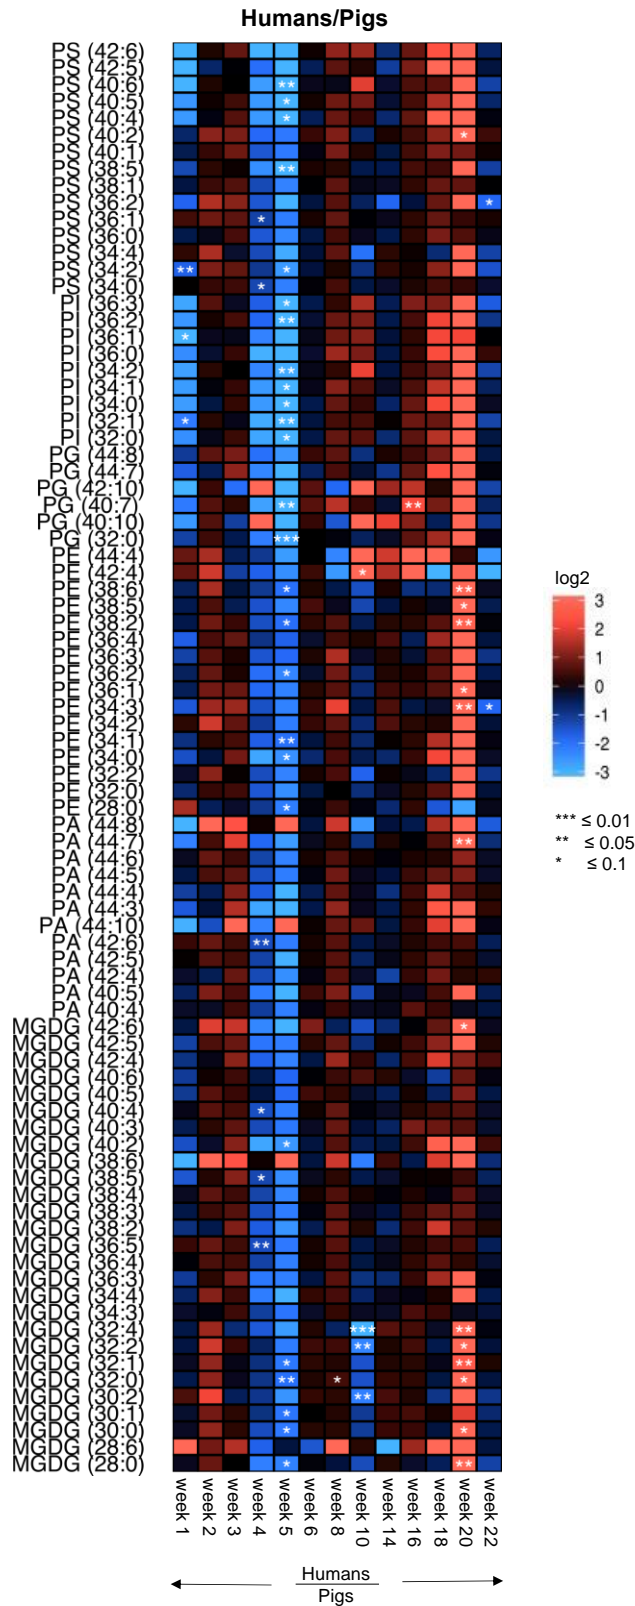 Humans/Pigs
PS (42:6)
PS (42:5)
PS (40:6) **
PS (40:5) *
PS (40:4) *
PS (40:2) *
PS (40:1)
PS (38:5) **
PS (38:1)
PS (36:2) *
PS (36:1) *
PS (36:0)
PS (34:4)
PS (34:2) ** *
PS (34:0) *
PI (36:3) *
PI (36:2) **
PI (36:1) *
PI (36:0)
PI (34:2) **
PI (34:1) *
PI (34:0) *
PI (32:1) * **
PI (32:0) *
PG (44:8)
PG (44:7)
PG (42:10)
PG (40:7) ** **
PG (40:10)
PG (32:0) ***
PE (44:4)
PE (42:4) *
PE (38:6) * **
PE (38:5) *
PE (38:2) * **
PE (36:4)
PE (36:3)
PE (36:2) *
PE (36:1) *
PE (34:3) ** *
PE (34:2)
PE (34:1) **
PE (34:0) *
PE (32:2)
PE (32:0)
PE (28:0) *
PA (44:8)
PA (44:7) **
PA (44:6)
PA (44:5)
PA (44:4)
PA (44:3)
PA (44:10)
PA (42:6) **
PA (42:5)
PA (42:4)
PA (40:5)
PA (40:4)
MGDG (42:6) *
MGDG (42:5)
MGDG (42:4)
MGDG (40:6)
MGDG (40:5)
MGDG (40:4) *
MGDG (40:3)
MGDG (40:2) *
MGDG (38:6)
MGDG (38:5) *
MGDG (38:4)
MGDG (38:3)
MGDG (38:2)
MGDG (36:5) **
MGDG (36:4)
MGDG (36:3)
MGDG (34:4)
MGDG (34:3)
MGDG (32:4) *** **
MGDG (32:2) ** *
MGDG (32:1) * **
MGDG (32:0) ** * *
MGDG (30:2) **
MGDG (30:1) *
MGDG (30:0) * *
MGDG (28:6)
MGDG (28:0) * **
week 1
week 2
week 3
week 4
week 5
week 6
week 8
week 10
week 14
week 16
week 18
week 20
week 22
Humans
Pigs
log2
3
2
1
0
-1
-2
-3
*** ≤ 0.01
** ≤ 0.05
* ≤ 0.1